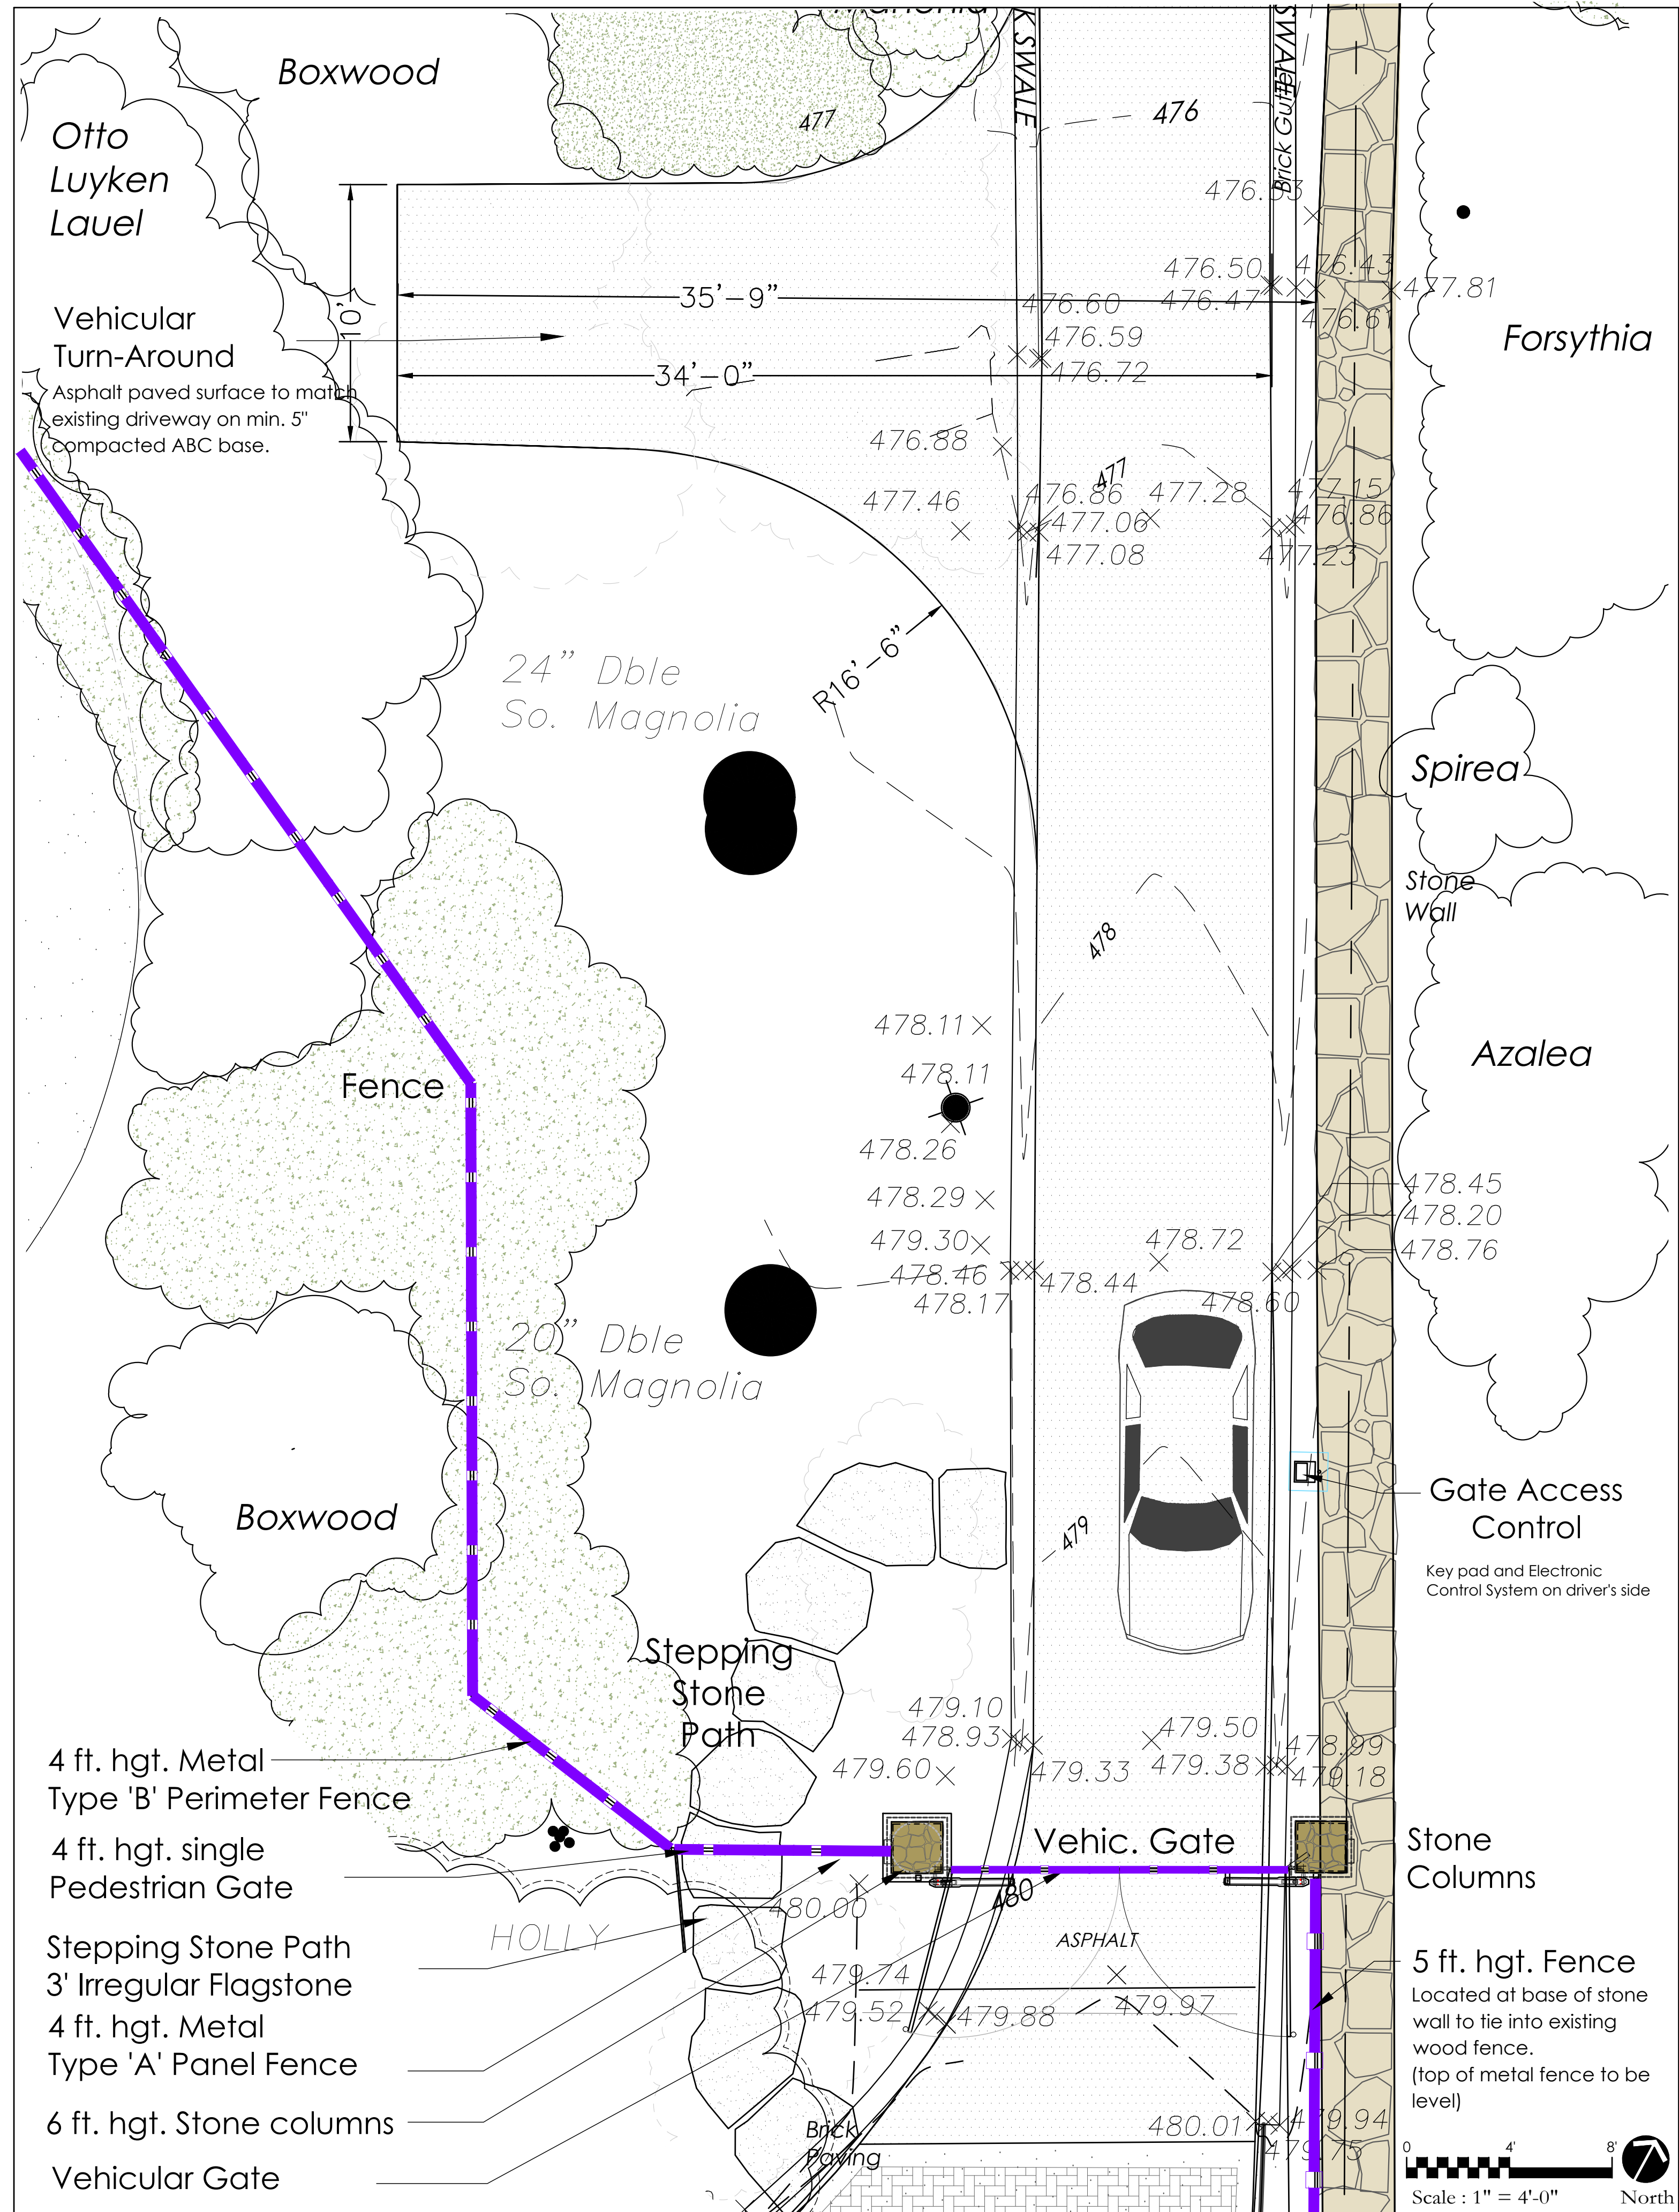 Boxwood
Otto
Luyken
Lauel
477
K SWALE
476
Brick Gutter
476.53
Vehicular
Turn-Around
Asphalt paved surface to match
existing driveway on min. 5"
compacted ABC base.
10'
35'-9"
34'-0"
476.50
476.43
476.47
477.81
476.61
476.60
476.59
476.72
Forsythia
476.88
477
477.46
476.86
477.28
477.15
477.06
476.86
477.08
477.23
24" Dble
So. Magnolia
R16'-6"
Spirea
Stone
Wall
478
478.11
478.11
Azalea
Fence
478.26
478.29
479.30
478.46
478.17
478.44
478.72
478.60
478.45
478.20
478.76
20" Dble
So. Magnolia
Boxwood
479
Gate Access
Control
Key pad and Electronic
Control System on driver's side
Stepping
Stone
Path
479.10
478.93
479.60
479.33
479.50
479.38
478.99
479.18
4 ft. hgt. Metal
Type 'B' Perimeter Fence
4 ft. hgt. single
Pedestrian Gate
Vehic. Gate
Stone
Columns
480
480.00
HOLLY
ASPHALT
Stepping Stone Path
3' Irregular Flagstone
479.74
479.52
479.88
479.97
4 ft. hgt. Metal
Type 'A' Panel Fence
5 ft. hgt. Fence
Located at base of stone
wall to tie into existing
wood fence.
(top of metal fence to be
level)
6 ft. hgt. Stone columns
480.01
479.94
479.75
Brick
Paving
Vehicular Gate
0 4' 8'
Scale : 1" = 4'-0"
North